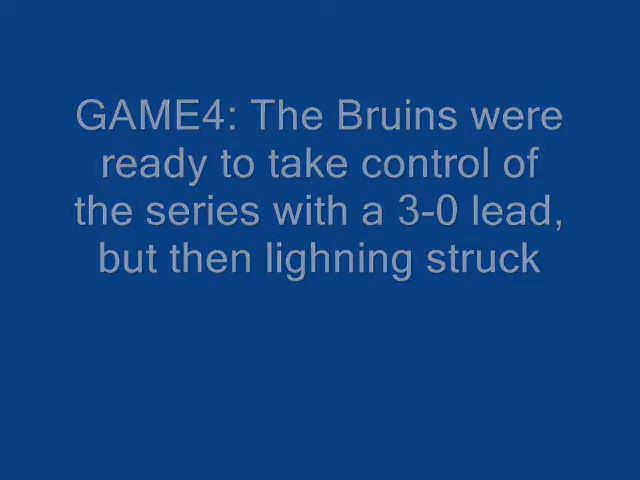 GAME4: The Bruins were
ready to take control of
the series with a 3-0 lead,
but then lighning struck